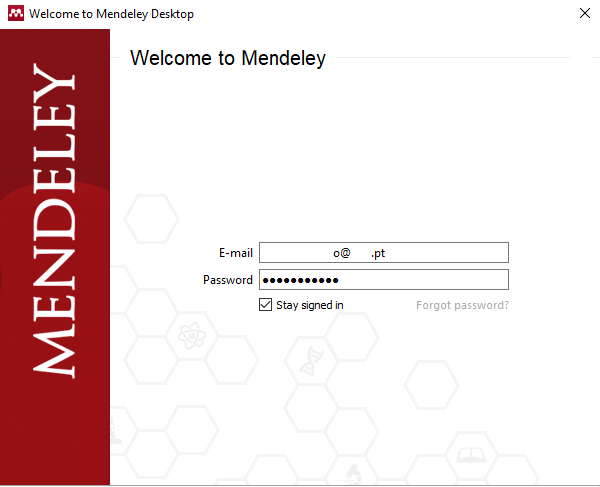 Welcome to Mendeley Desktop
Welcome to Mendeley
MENDELEY
E-mail o@ .pt
Password ●●●●●●●●●●●
Stay signed in Forgot password?